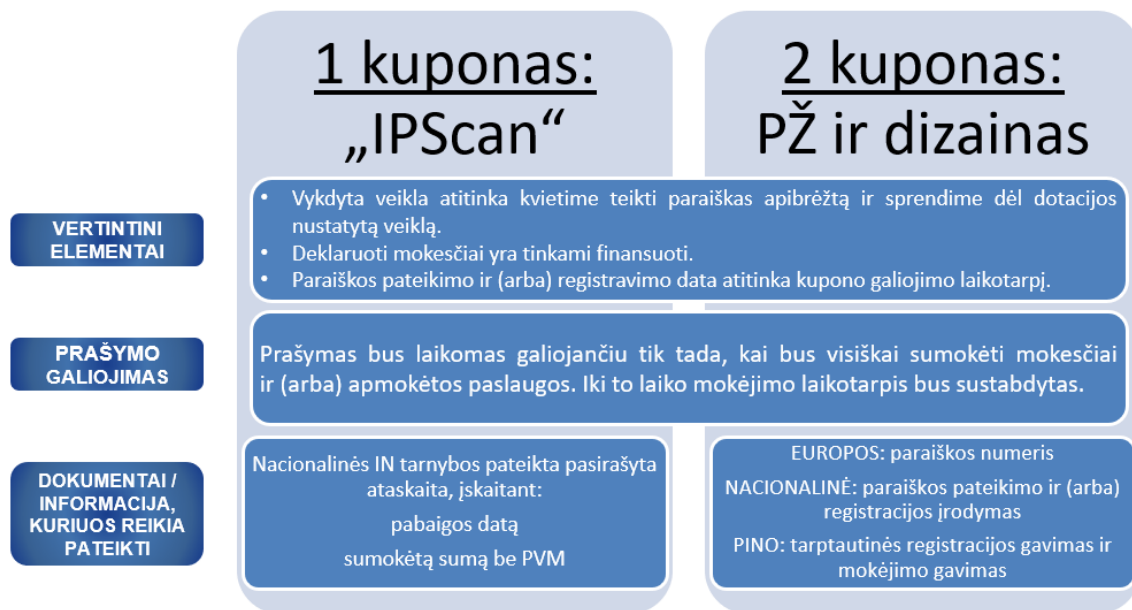 1 kuponas:
„IPScan“
2 kuponas:
PŽ ir dizainas
VERTINTINI
ELEMENTAI
• Vykdyta veikla atitinka kvietime teikti paraiškas apibrėžtą ir sprendime dėl dotacijos
nustatytą veiklą.
• Deklaruoti mokesčiai yra tinkami finansuoti.
• Paraiškos pateikimo ir (arba) registravimo data atitinka kupono galiojimo laikotarpį.
PRAŠYMO
GALIOJIMAS
Prašymas bus laikomas galiojančiu tik tada, kai bus visiškai sumokėti mokesčiai
ir (arba) apmokėtos paslaugos. Iki to laiko mokėjimo laikotarpis bus sustabdytas.
DOKUMENTAI /
INFORMACIJA,
KURIUOS REIKIA
PATEIKTI
Nacionalinės IN tarnybos pateikta pasirašyta
ataskaita, įskaitant:
pabaigos datą
sumokėtą sumą be PVM
EUROPOS: paraiškos numeris
NACIONALINĖ: paraiškos pateikimo ir (arba)
registracijos įrodymas
PINO: tarptautinės registracijos gavimas ir
mokėjimo gavimas